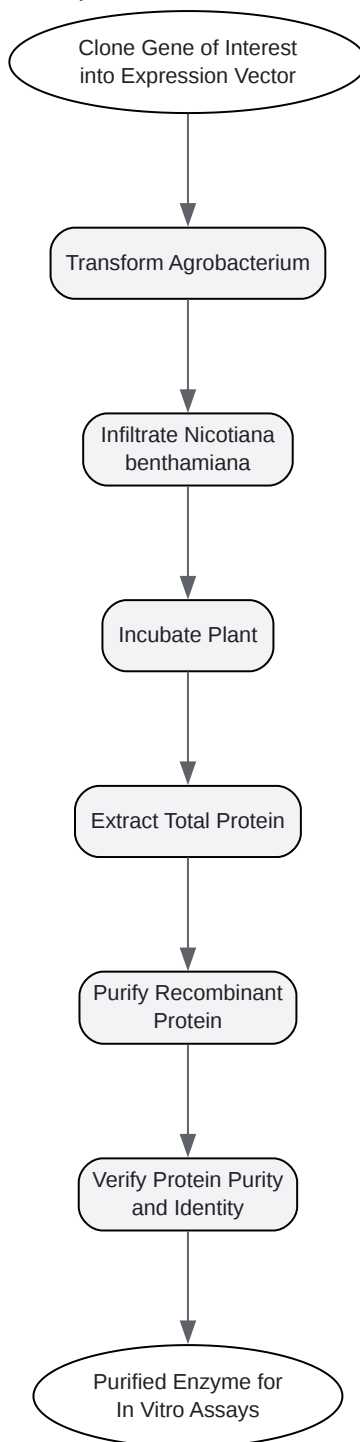 Clone Gene of Interest
into Expression Vector
Transform Agrobacterium
Infiltrate Nicotiana
benthamiana
Incubate Plant
Extract Total Protein
Purify Recombinant
Protein
Verify Protein Purity
and Identity
Purified Enzyme for
In Vitro Assays